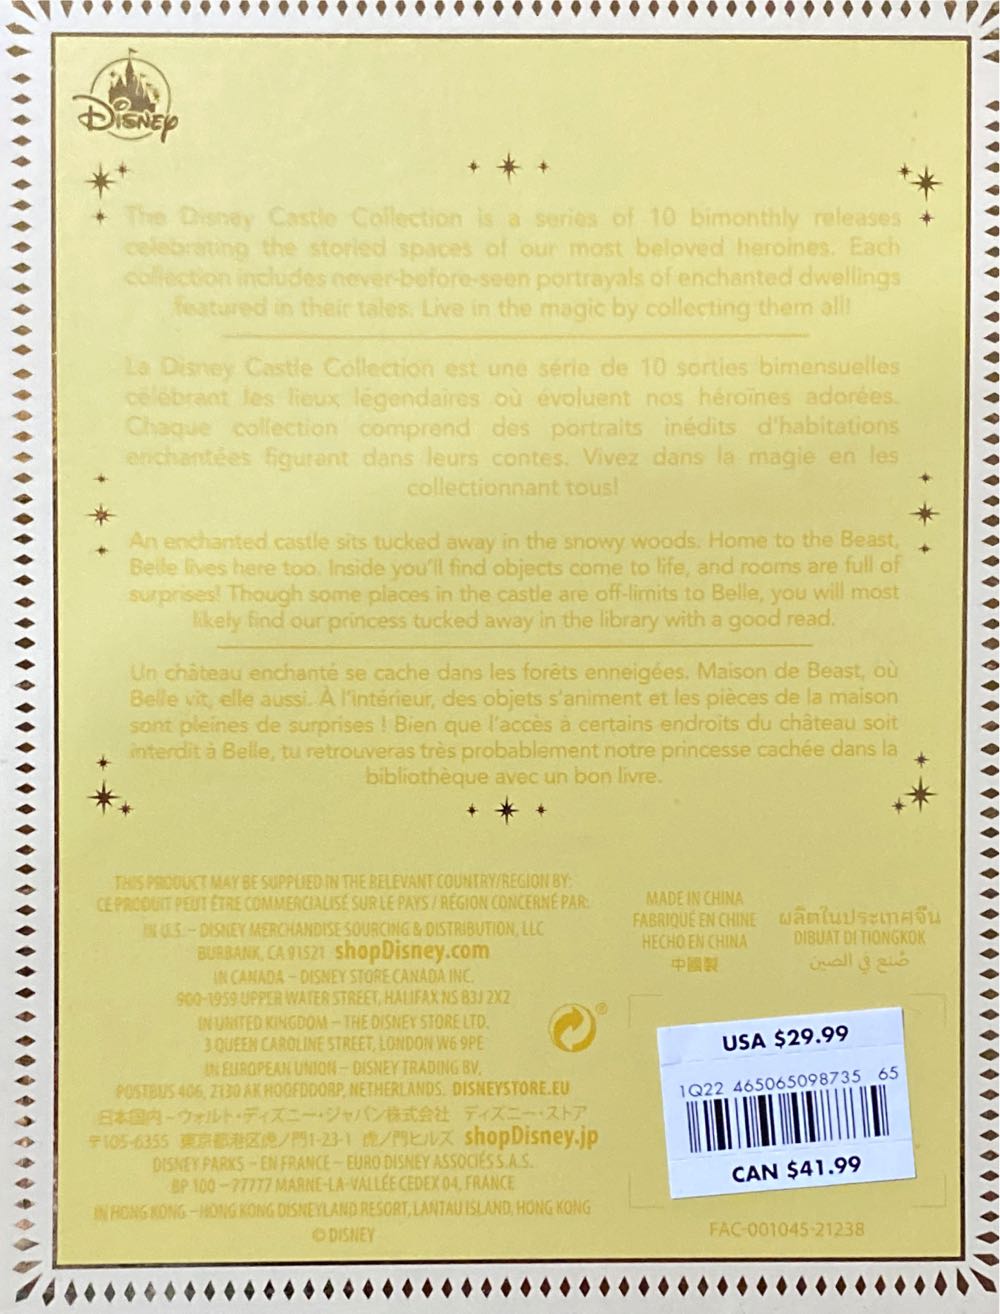 Disney
The Disney Castle Collection is a series of 10 bimonthly releases
celebrating the storied spaces of our most beloved heroines. Each
collection includes never-before-seen portrayals of enchanted dwellings
featured in their tales. Live in the magic by collecting them all!
La Disney Castle Collection est une série de 10 sorties bimensuelles
célébrant les lieux légendaires où évoluent nos héroïnes adorées.
Chaque collection comprend des portraits inédits d'habitations
enchantées figurant dans leurs contes. Vivez dans la magie en les
collectionnant tous!
An enchanted castle sits tucked away in the snowy woods. Home to the Beast,
Belle lives here too. Inside you'll find objects come to life, and rooms are full of
surprises! Though some places in the castle are off-limits to Belle, you will most
likely find our princess tucked away in the library with a good read.
Un château enchanté se cache dans les forêts enneigées. Maison de Beast, où
Belle vit, elle aussi. À l'intérieur, des objets s'animent et les pièces de la maison
sont pleines de surprises ! Bien que l'accès à certains endroits du château soit
interdit à Belle, tu retrouveras très probablement notre princesse cachée dans la
bibliothèque avec un bon livre.
THIS PRODUCT MAY BE SUPPLIED IN THE RELEVANT COUNTRY/REGION BY:
CE PRODUIT PEUT ÊTRE COMMERCIALISÉ SUR LE PAYS / RÉGION CONCERNÉ PAR:
IN U.S. – DISNEY MERCHANDISE SOURCING & DISTRIBUTION, LLC
BURBANK, CA 91521 shopDisney.com
IN CANADA – DISNEY STORE CANADA INC.
900-1959 UPPER WATER STREET, HALIFAX NS B3J 2X2
IN UNITED KINGDOM – THE DISNEY STORE LTD.
3 QUEEN CAROLINE STREET, LONDON W6 9PE
IN EUROPEAN UNION – DISNEY TRADING BV,
POSTBUS 406, 2130 AK HOOFDDORP, NETHERLANDS. DISNEYSTORE.EU
日本国内－ウォルト・ディズニー・ジャパン株式会社 ディズニー・ストア
〒105-6355 東京都港区虎ノ門1-23-1 虎ノ門ヒルズ shopDisney.jp
DISNEY PARKS – EN FRANCE – EURO DISNEY ASSOCIÉS S.A.S.
BP 100 – 77777 MARNE-LA-VALLÉE CEDEX 04, FRANCE
IN HONG KONG – HONG KONG DISNEYLAND RESORT, LANTAU ISLAND, HONG KONG
© DISNEY
®
MADE IN CHINA
FABRIQUÉ EN CHINE
HECHO EN CHINA
中國製
ผลิตในประเทศจีน
DIBUAT DI TIONGKOK
صُنع في الصين
USA $29.99
1Q22 465065098735 65
CAN $41.99
FAC-001045-21238